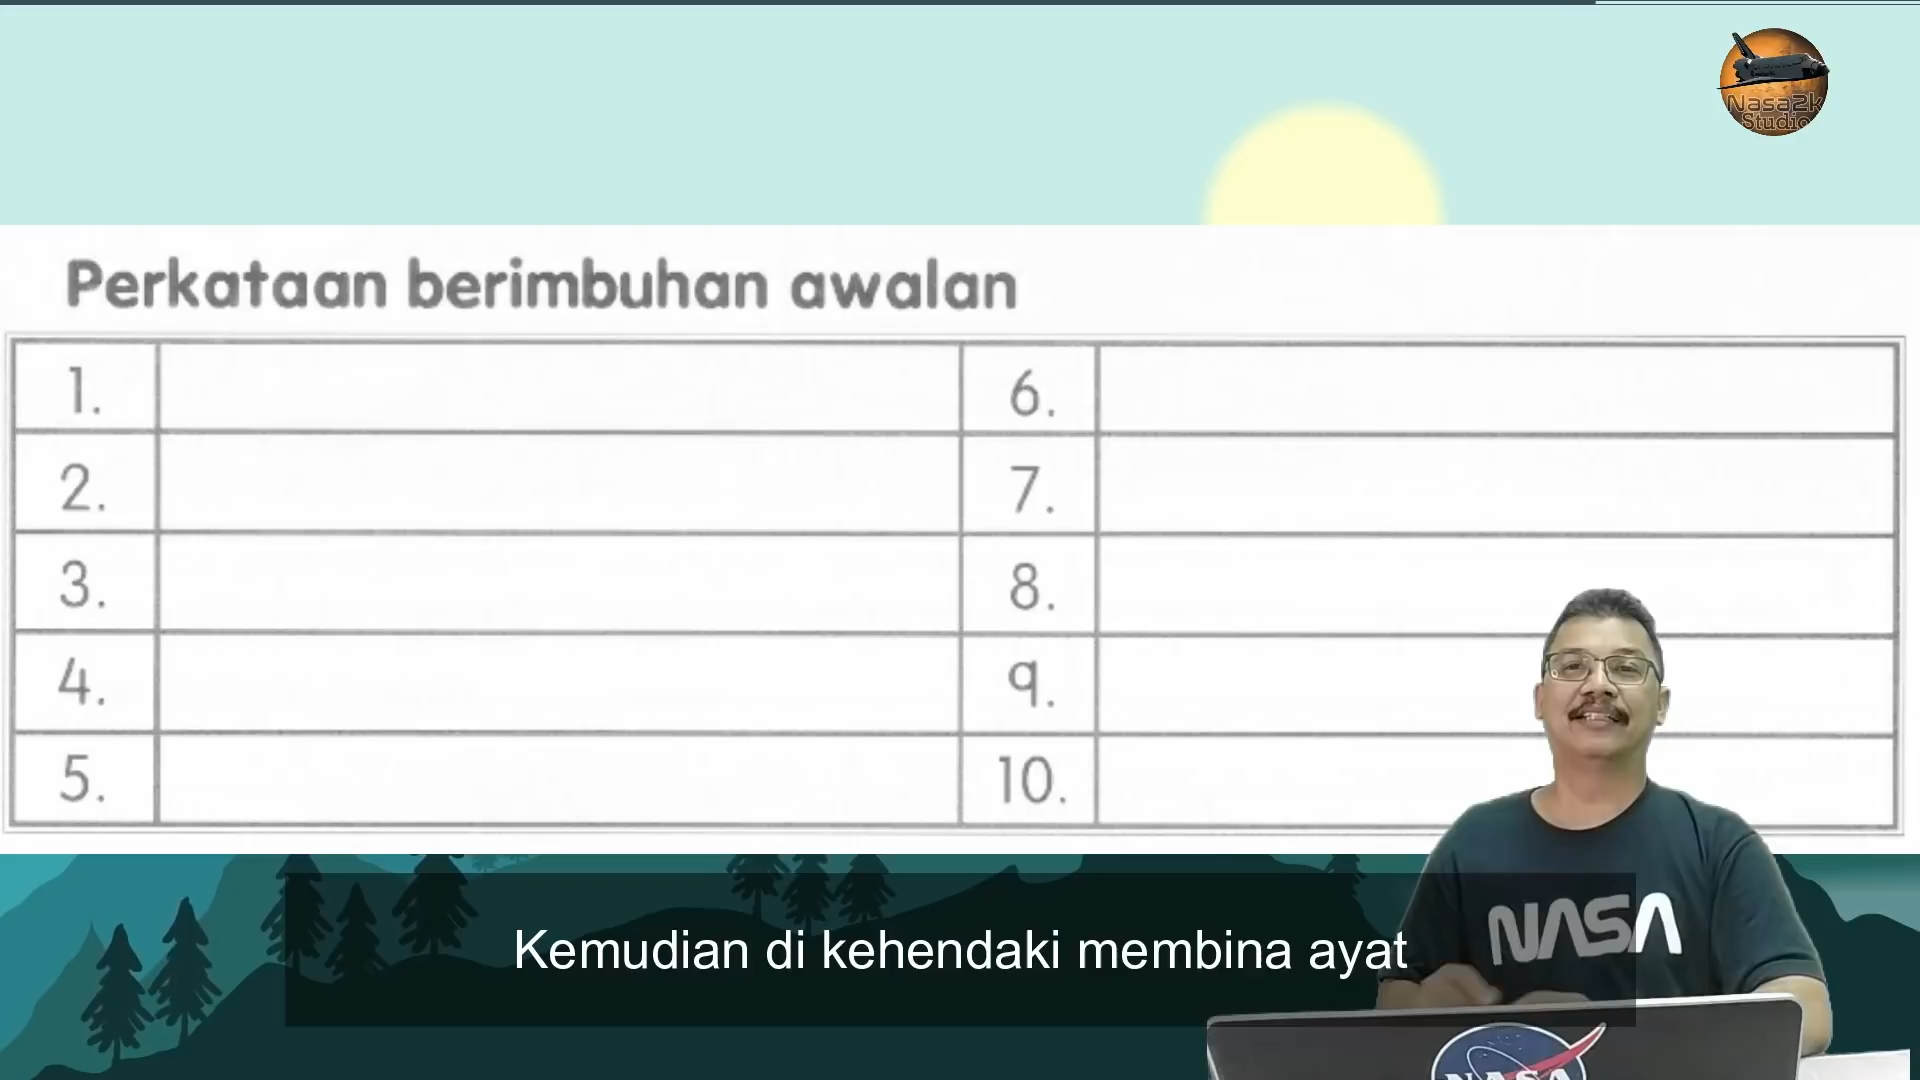 Nasa2k
Studio
Perkataan berimbuhan awalan
1.
6.
2.
7.
3.
8.
4.
9.
5.
10.
NASA
Kemudian di kehendaki membina ayat
NASA